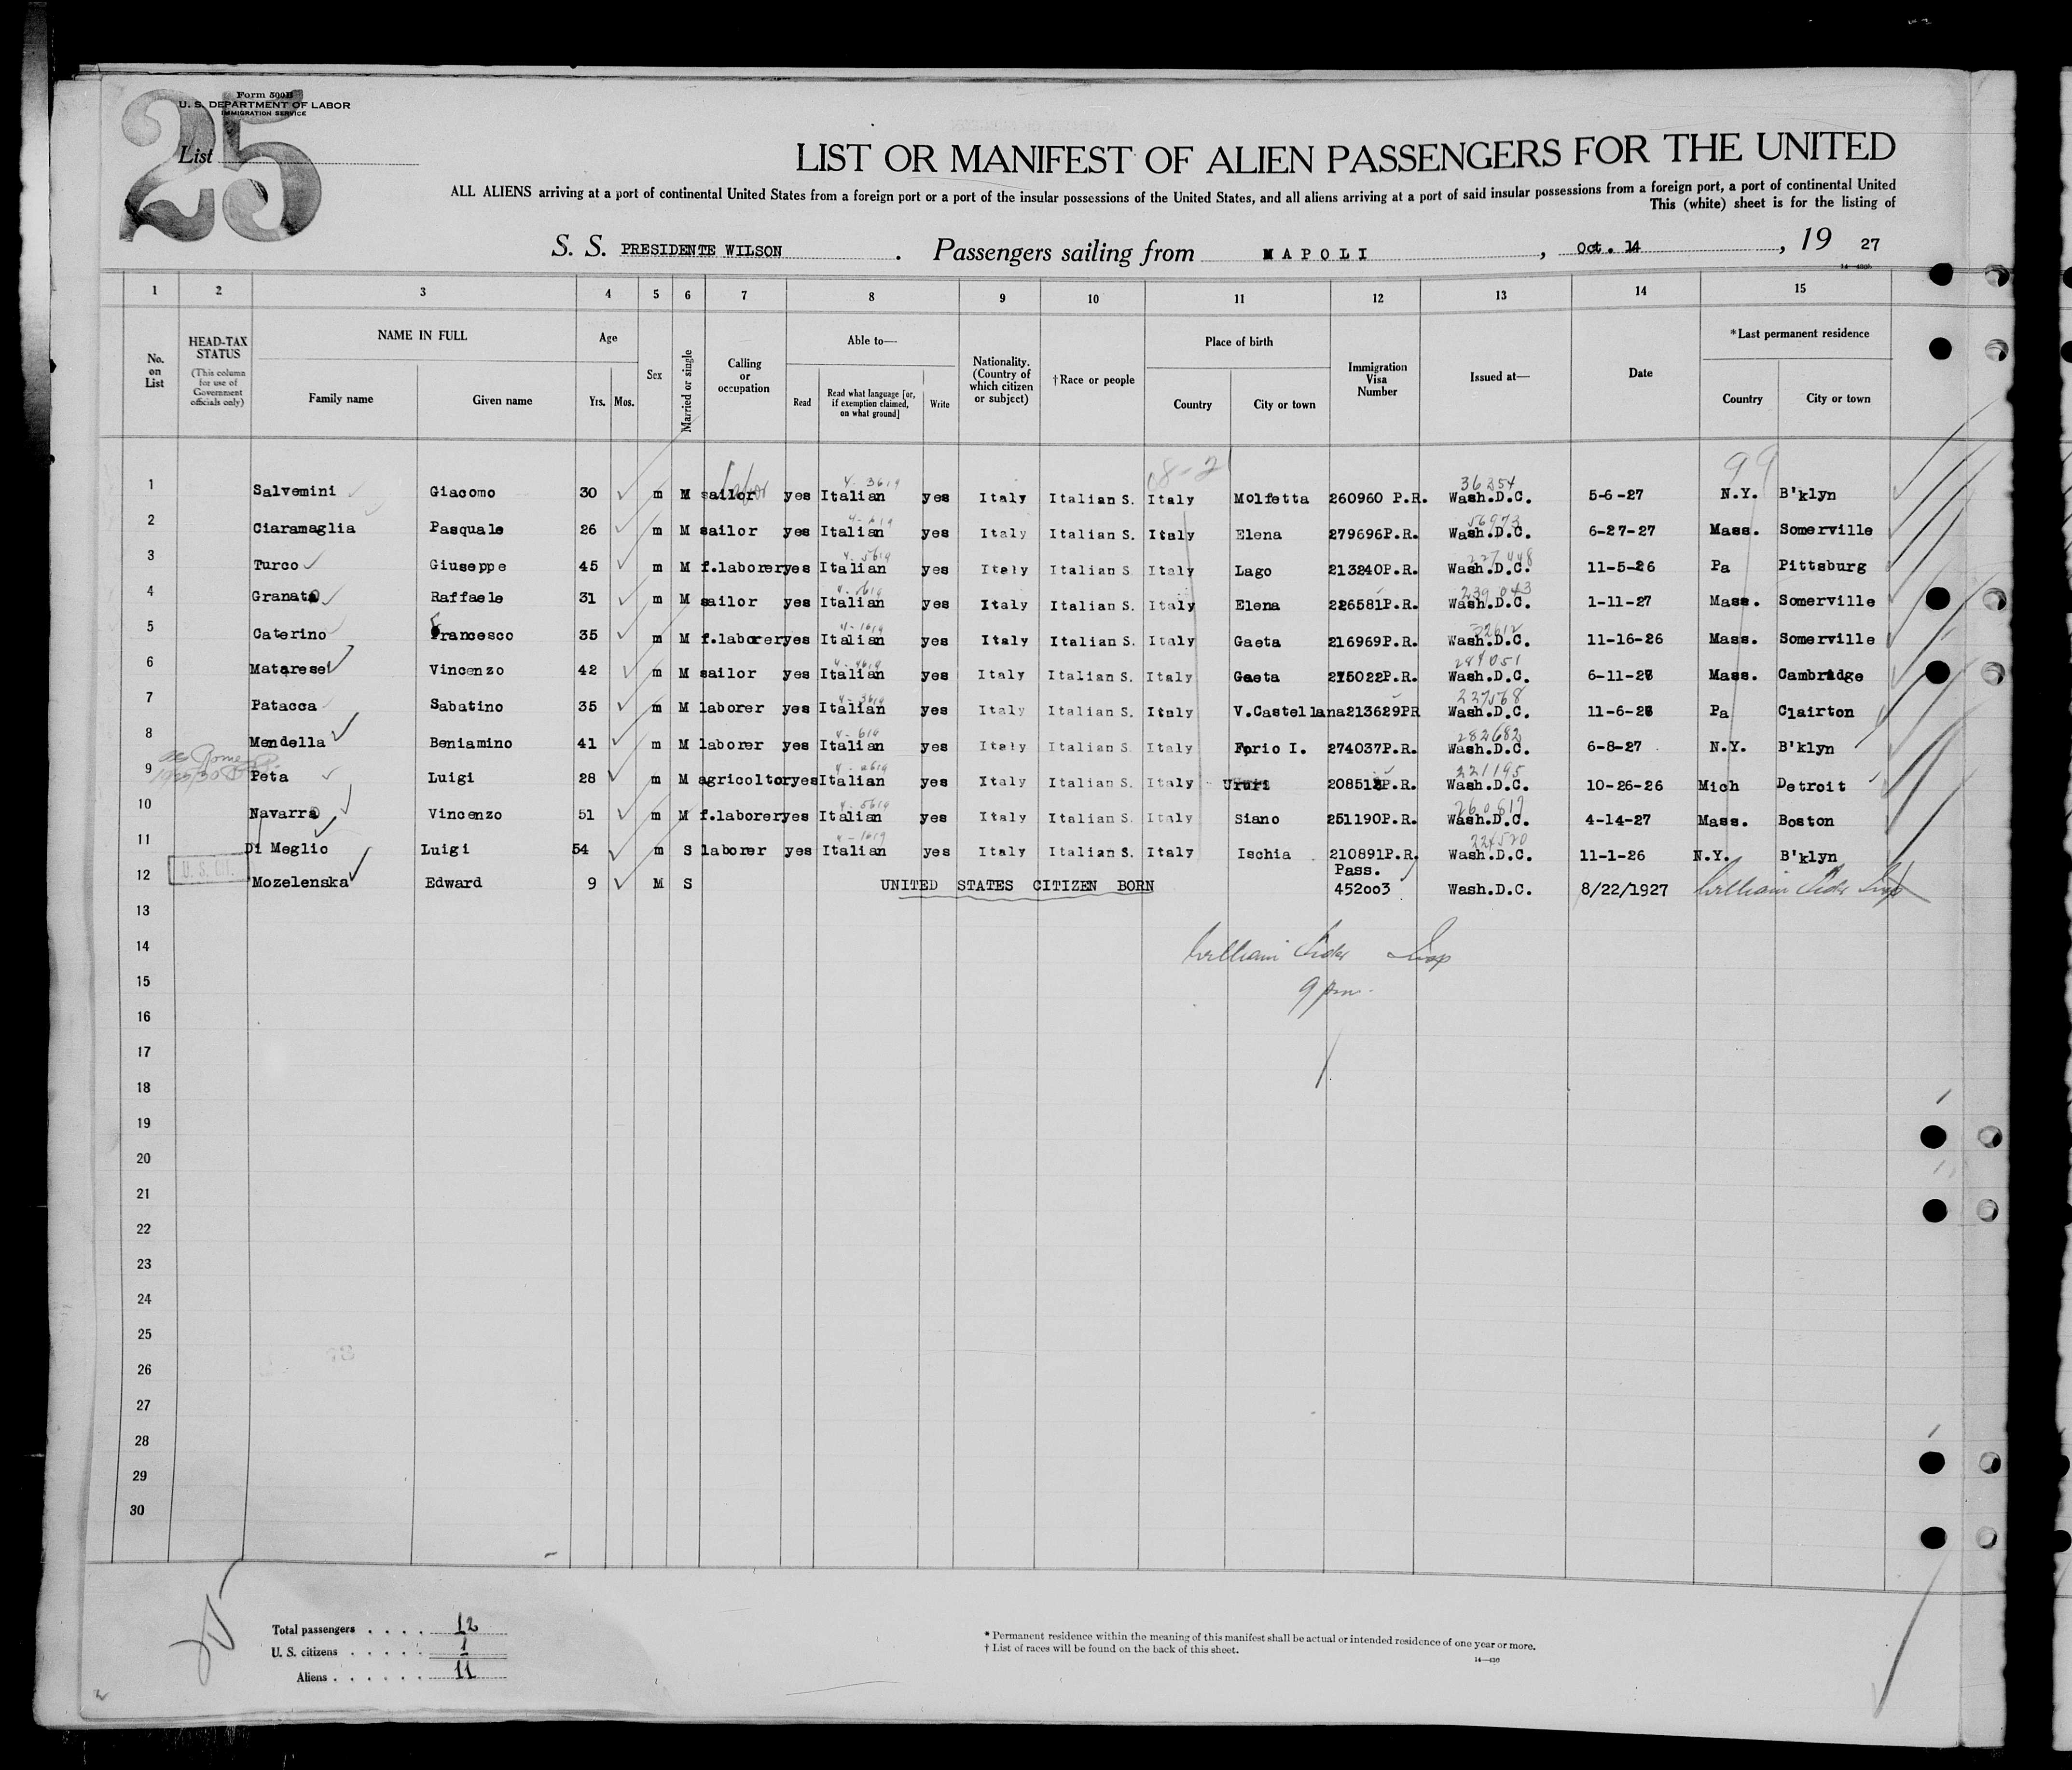 25
Form 500B
U. S. DEPARTMENT OF LABOR
IMMIGRATION SERVICE
List
LIST OR MANIFEST OF ALIEN PASSENGERS FOR THE UNITED
ALL ALIENS arriving at a port of continental United States from a foreign port or a port of the insular possessions of the United States, and all aliens arriving at a port of said insular possessions from a foreign port, a port of continental United
This (white) sheet is for the listing of
S. S. PRESIDENTE WILSON . Passengers sailing from NAPOLI , Oct. 14 , 19 27
1 2 3 4 5 6 7 8 9 10 11 12 13 14 15
No. on List HEAD-TAX STATUS (This column for use of Government officials only) NAME IN FULL Family name Given name Age Yrs. Mos. Sex Married or single Calling or occupation Able to— Read Read what language [or, if exemption claimed, on what ground] Write Nationality. (Country of which citizen or subject) †Race or people Place of birth Country City or town Immigration Visa Number Issued at— Date *Last permanent residence Country City or town
08-2 99
36254
1 Salvemini Giacomo 30 m M sailor yes Italian yes Italy Italian S. Italy Molfetta 260960 P.R. Wash.D.C. 5-6-27 N.Y. B'klyn
2 Ciaramaglia Pasquale 26 m M sailor yes Italian yes Italy Italian S. Italy Elena 279696P.R. Wash.D.C. 6-27-27 Mass. Somerville
3 Turco Giuseppe 45 m M f.laborer yes Italian yes Italy Italian S. Italy Lago 213240P.R. Wash.D.C. 11-5-26 Pa Pittsburg
4 Granata Raffaele 31 m M sailor yes Italian yes Italy Italian S. Italy Elena 226581P.R. Wash.D.C. 1-11-27 Mass. Somerville
5 Caterino Francesco 35 m M f.laborer yes Italian yes Italy Italian S. Italy Gaeta 216969P.R. Wash.D.C. 11-16-26 Mass. Somerville
6 Matarese Vincenzo 42 m M sailor yes Italian yes Italy Italian S. Italy Gaeta Wash.D.C. Mass. Cambridge
7 Patacca Sabatino 35 m M laborer yes Italian yes Italy Italian S. Italy V.Castellana 213629PR Wash.D.C. 11-6-26 Pa Clairton
282682
8 Mendella Beniamino 41 m M laborer yes Italian yes Italy Italian S. Italy Forio I. 274037P.R. Wash.D.C. 6-8-27 N.Y. B'klyn
221195
9 Peta Luigi 28 m M agricoltor yes Italian yes Italy Italian S. Italy Ururi Wash.D.C. 10-26-26 Mich Detroit
10 Navarra Vincenzo 51 m M f.laborer yes Italian yes Italy Italian S. Italy Siano 251190P.R. Wash.D.C. 4-14-27 Mass. Boston
11 Di Meglio Luigi 54 m S laborer yes Italian yes Italy Italian S. Italy Ischia 210891P.R. Wash.D.C. 11-1-26 N.Y. B'klyn
U.S. Cit.
12 Mozelenska Edward 9 M S UNITED STATES CITIZEN BORN Pass. 452003 Wash.D.C. 8/22/1927 William Insp
13
14 William Insp
15 9 pm.
16
17
18
19
20
21
22
23
24
25
26
27
28
29
30
Total passengers . . . . 12
U. S. citizens . . . . . 1
Aliens . . . . . . 11
* Permanent residence within the meaning of this manifest shall be actual or intended residence of one year or more.
† List of races will be found on the back of this sheet.
14—430